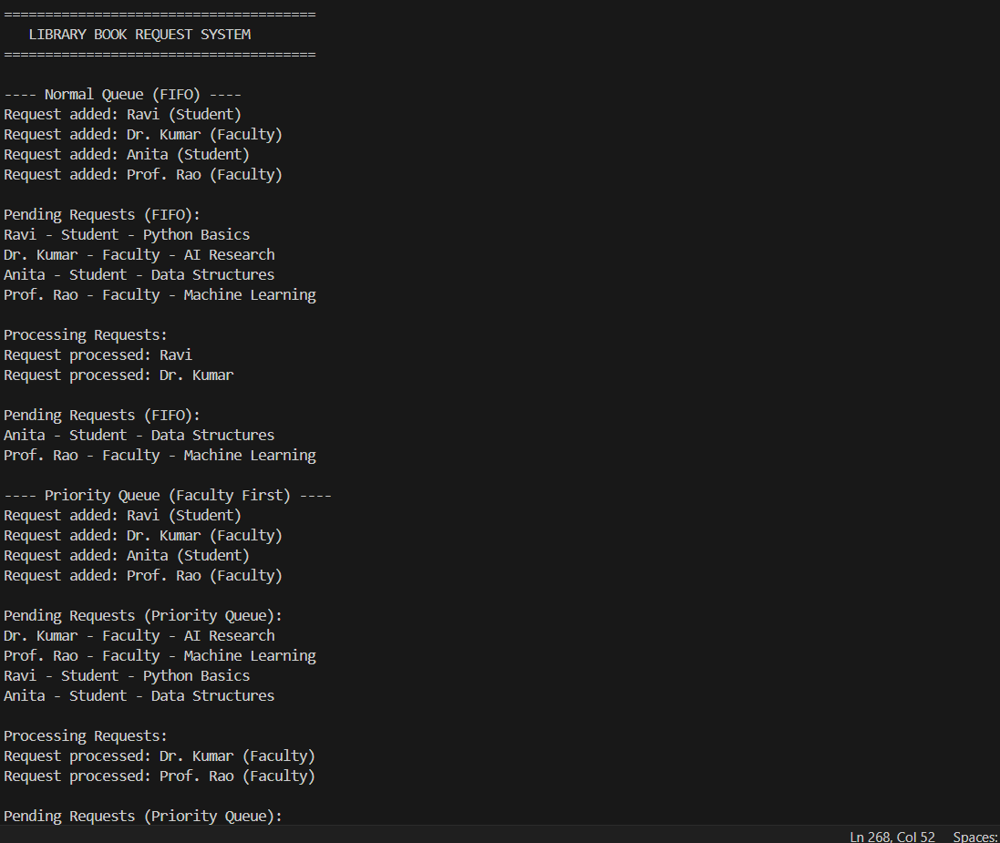 ======================================
LIBRARY BOOK REQUEST SYSTEM
======================================
---- Normal Queue (FIFO) ----
Request added: Ravi (Student)
Request added: Dr. Kumar (Faculty)
Request added: Anita (Student)
Request added: Prof. Rao (Faculty)
Pending Requests (FIFO):
Ravi - Student - Python Basics
Dr. Kumar - Faculty - AI Research
Anita - Student - Data Structures
Prof. Rao - Faculty - Machine Learning
Processing Requests:
Request processed: Ravi
Request processed: Dr. Kumar
Pending Requests (FIFO):
Anita - Student - Data Structures
Prof. Rao - Faculty - Machine Learning
---- Priority Queue (Faculty First) ----
Request added: Ravi (Student)
Request added: Dr. Kumar (Faculty)
Request added: Anita (Student)
Request added: Prof. Rao (Faculty)
Pending Requests (Priority Queue):
Dr. Kumar - Faculty - AI Research
Prof. Rao - Faculty - Machine Learning
Ravi - Student - Python Basics
Anita - Student - Data Structures
Processing Requests:
Request processed: Dr. Kumar (Faculty)
Request processed: Prof. Rao (Faculty)
Pending Requests (Priority Queue):
Ln 268, Col 52 Spaces: